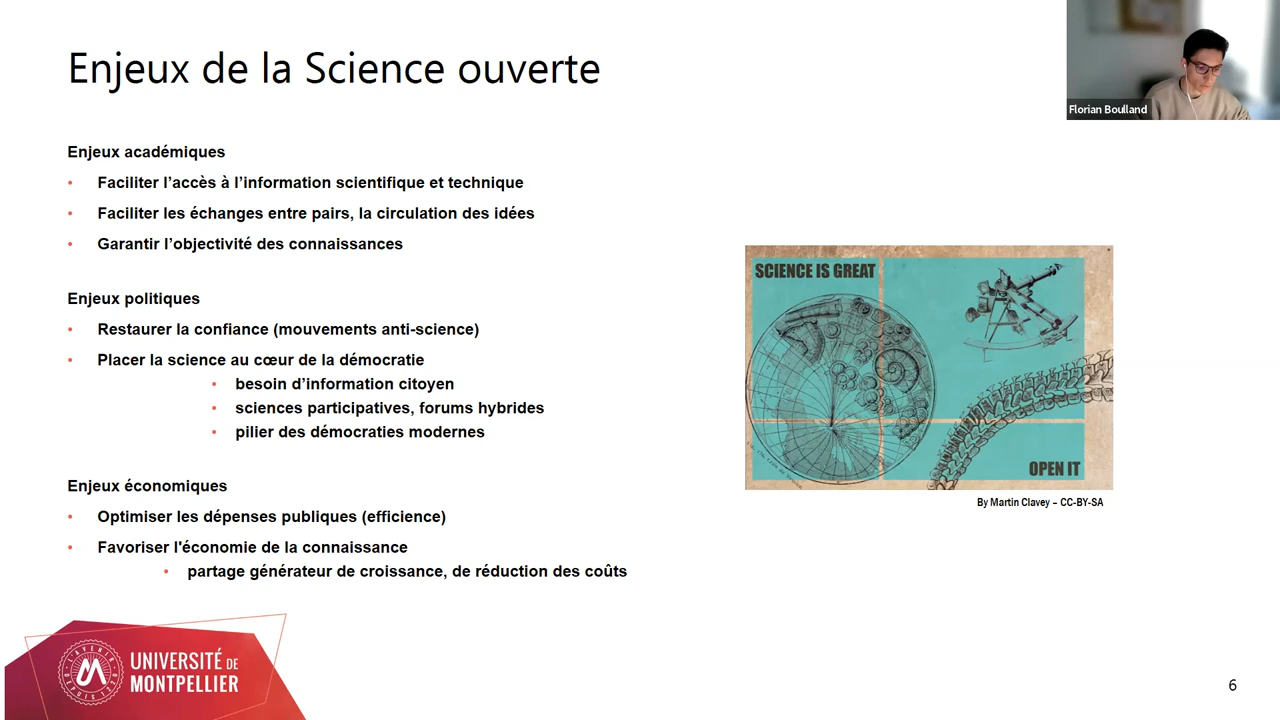 Enjeux de la Science ouverte
Florian Boulland
Enjeux académiques
• Faciliter l’accès à l’information scientifique et technique
• Faciliter les échanges entre pairs, la circulation des idées
• Garantir l’objectivité des connaissances
Enjeux politiques
• Restaurer la confiance (mouvements anti-science)
• Placer la science au cœur de la démocratie
• besoin d’information citoyen
• sciences participatives, forums hybrides
• pilier des démocraties modernes
Enjeux économiques
• Optimiser les dépenses publiques (efficience)
• Favoriser l'économie de la connaissance
• partage générateur de croissance, de réduction des coûts
SCIENCE IS GREAT
OPEN IT
By Martin Clavey – CC-BY-SA
L'AVENIR DEPUIS 1220
UNIVERSITÉ DE
MONTPELLIER
6